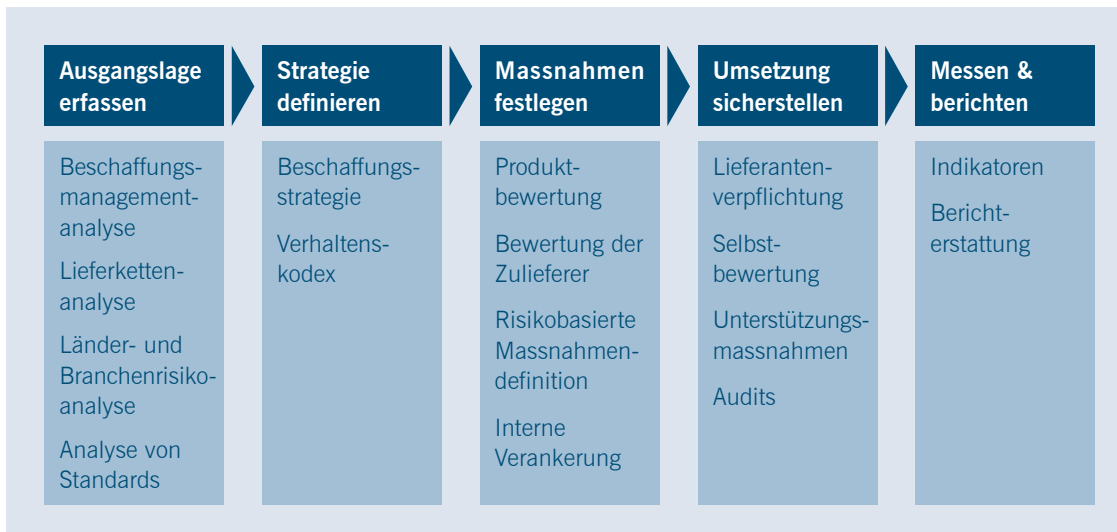 Ausgangslage
erfassen
Beschaffungs-
management-
analyse
Lieferketten-
analyse
Länder- und
Branchenrisiko-
analyse
Analyse von
Standards
Strategie
definieren
Beschaffungs-
strategie
Verhaltens-
kodex
Massnahmen
festlegen
Produkt-
bewertung
Bewertung der
Zulieferer
Risikobasierte
Massnahmen-
definition
Interne
Verankerung
Umsetzung
sicherstellen
Lieferanten-
verpflichtung
Selbst-
bewertung
Unterstützungs-
massnahmen
Audits
Messen &
berichten
Indikatoren
Bericht-
erstattung